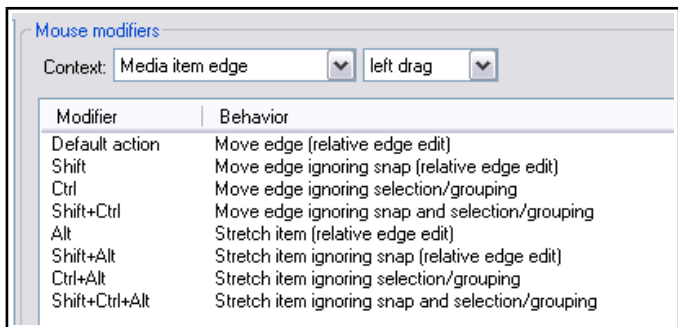 Mouse modifiers
Context: Media item edge left drag
Modifier Behavior
Default action Move edge (relative edge edit)
Shift Move edge ignoring snap (relative edge edit)
Ctrl Move edge ignoring selection/grouping
Shift+Ctrl Move edge ignoring snap and selection/grouping
Alt Stretch item (relative edge edit)
Shift+Alt Stretch item ignoring snap (relative edge edit)
Ctrl+Alt Stretch item ignoring selection/grouping
Shift+Ctrl+Alt Stretch item ignoring snap and selection/grouping